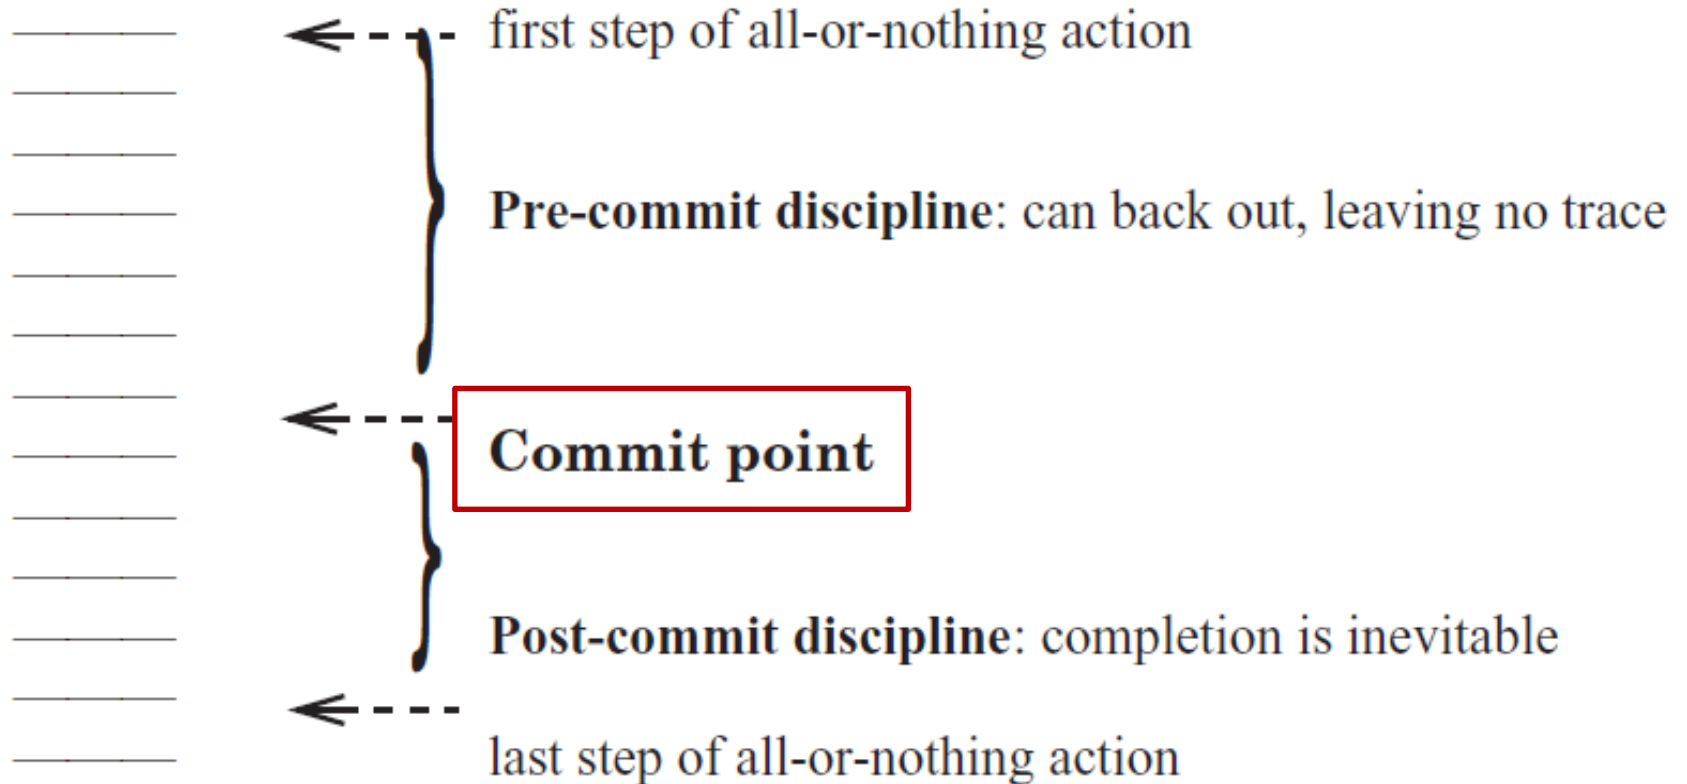 first step of all-or-nothing action
Pre-commit discipline: can back out, leaving no trace
Commit point
Post-commit discipline: completion is inevitable
last step of all-or-nothing action